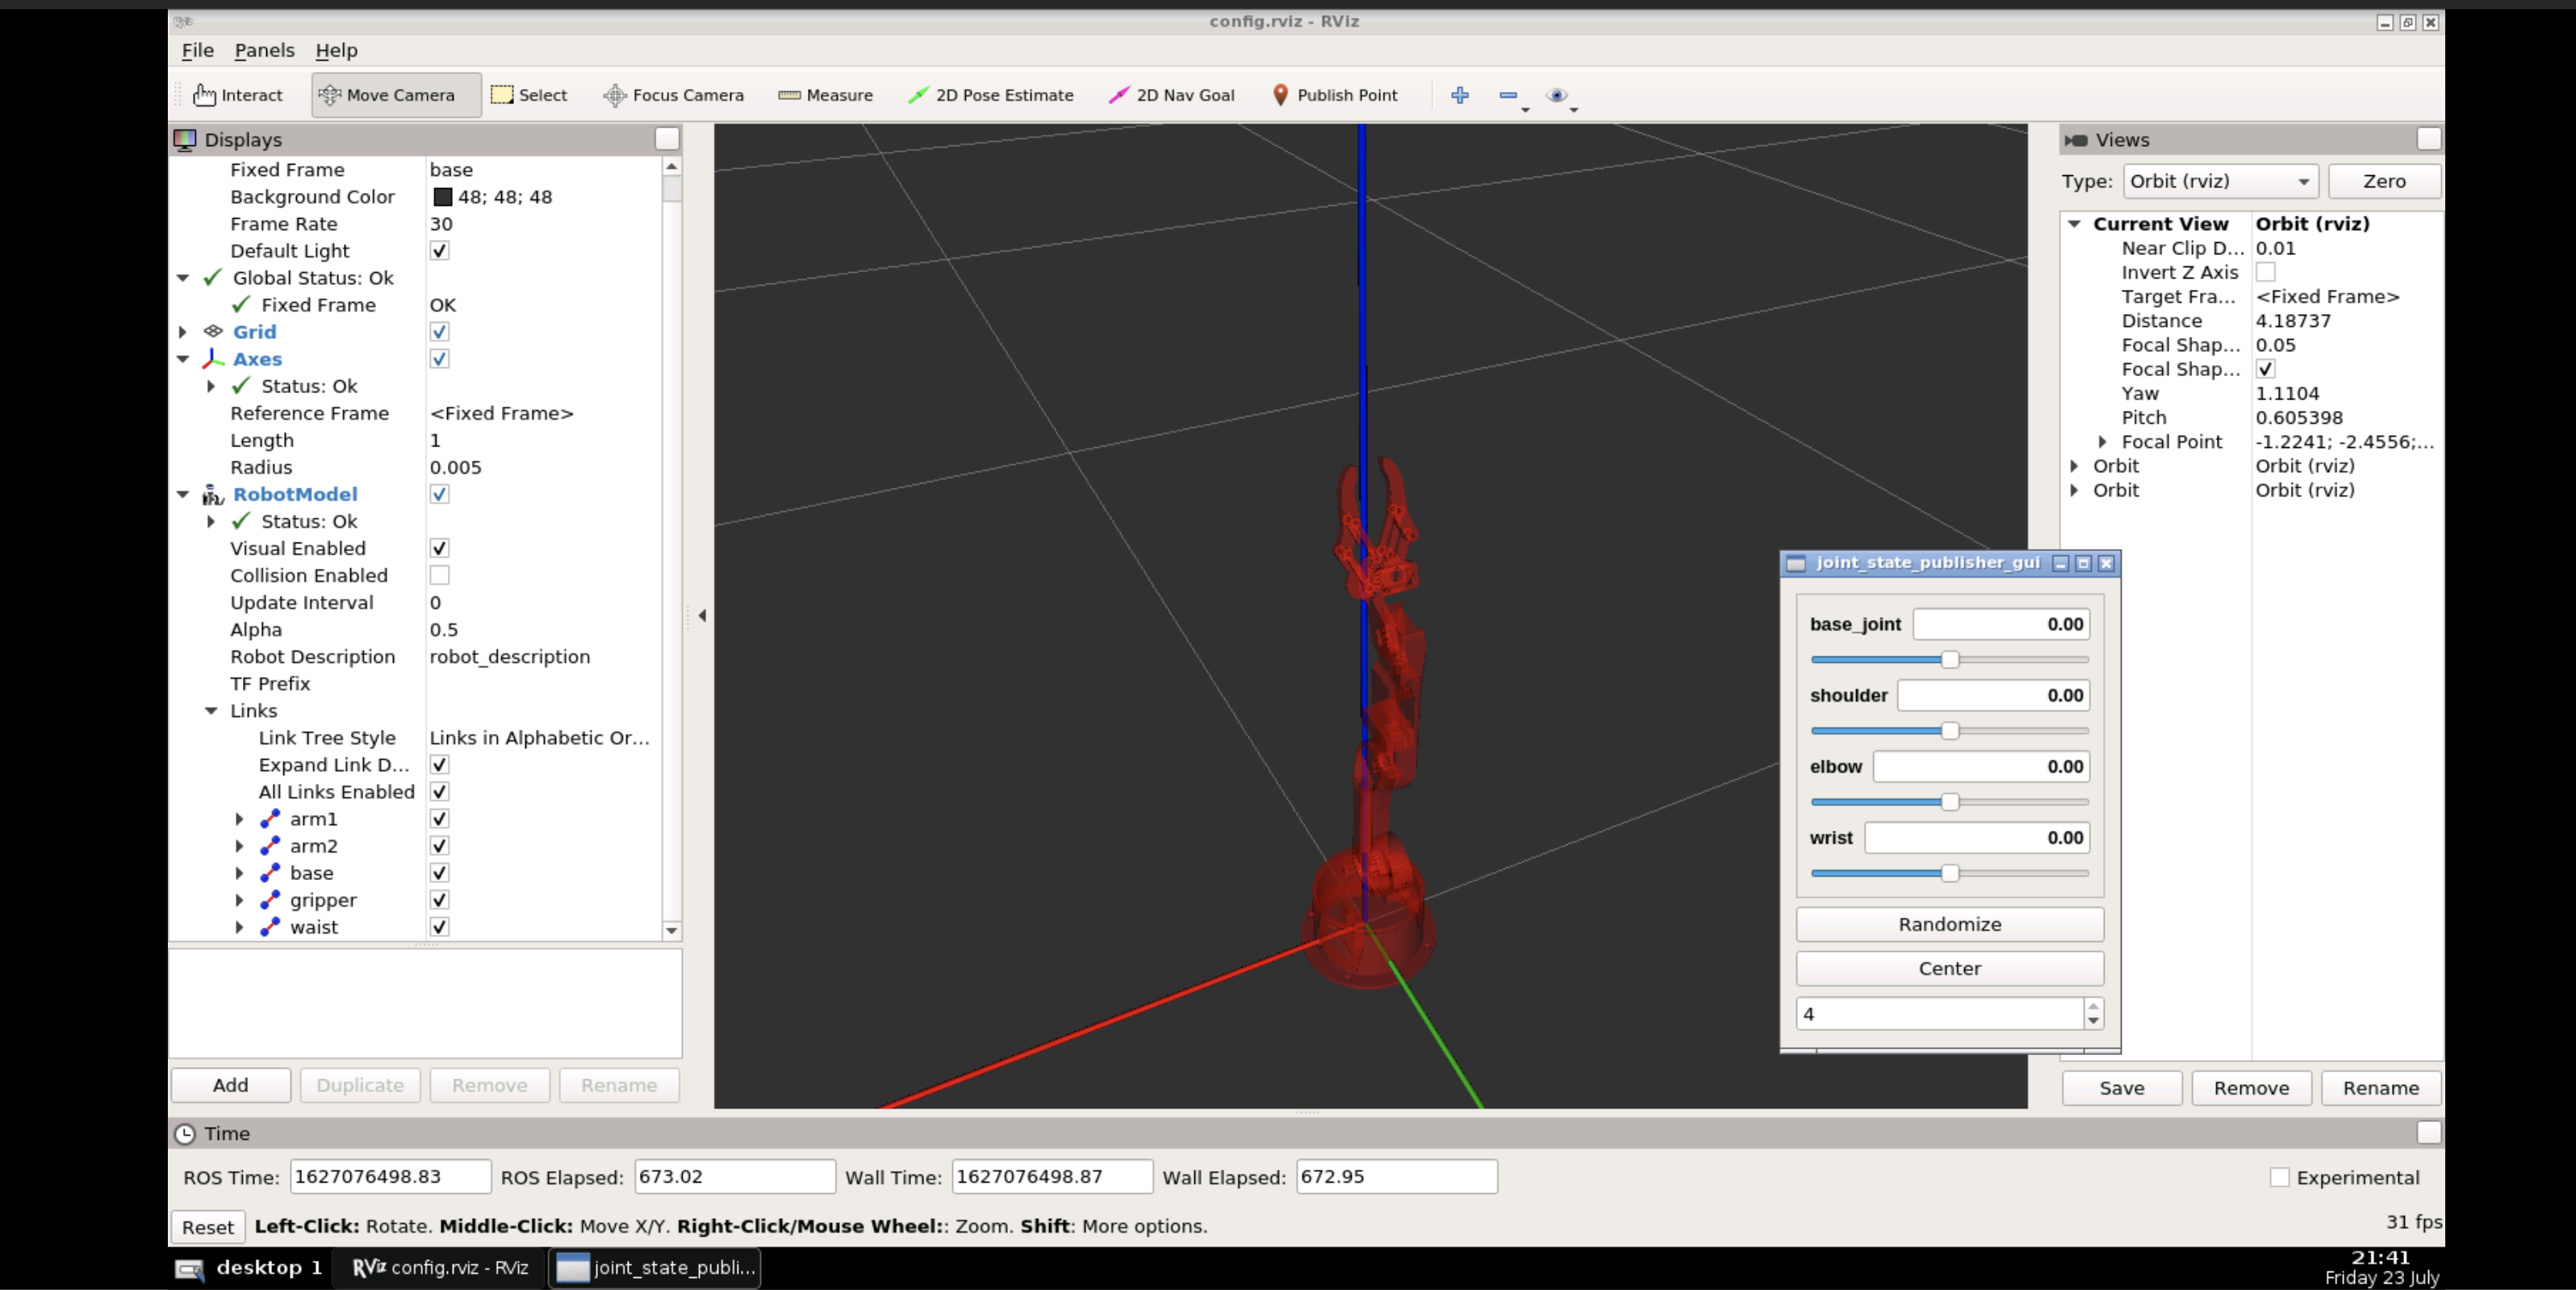 config.rviz - RViz
File Panels Help
Interact Move Camera Select Focus Camera Measure 2D Pose Estimate 2D Nav Goal Publish Point
Displays
Fixed Frame base
Background Color 48; 48; 48
Frame Rate 30
Default Light
Global Status: Ok
Fixed Frame OK
Grid
Axes
Status: Ok
Reference Frame <Fixed Frame>
Length 1
Radius 0.005
RobotModel
Status: Ok
Visual Enabled
Collision Enabled
Update Interval 0
Alpha 0.5
Robot Description robot_description
TF Prefix
Links
Link Tree Style Links in Alphabetic Or...
Expand Link D...
All Links Enabled
arm1
arm2
base
gripper
waist
Add Duplicate Remove Rename
Views
Type: Orbit (rviz) Zero
Current View Orbit (rviz)
Near Clip D... 0.01
Invert Z Axis
Target Fra... <Fixed Frame>
Distance 4.18737
Focal Shap... 0.05
Focal Shap...
Yaw 1.1104
Pitch 0.605398
Focal Point -1.2241; -2.4556;...
Orbit Orbit (rviz)
Orbit Orbit (rviz)
joint_state_publisher_gui
base_joint 0.00
shoulder 0.00
elbow 0.00
wrist 0.00
Randomize
Center
4
Save Remove Rename
Time
ROS Time: 1627076498.83 ROS Elapsed: 673.02 Wall Time: 1627076498.87 Wall Elapsed: 672.95 Experimental
Reset Left-Click: Rotate. Middle-Click: Move X/Y. Right-Click/Mouse Wheel:: Zoom. Shift: More options. 31 fps
desktop 1 RViz config.rviz - RViz joint_state_publi... 21:41
Friday 23 July